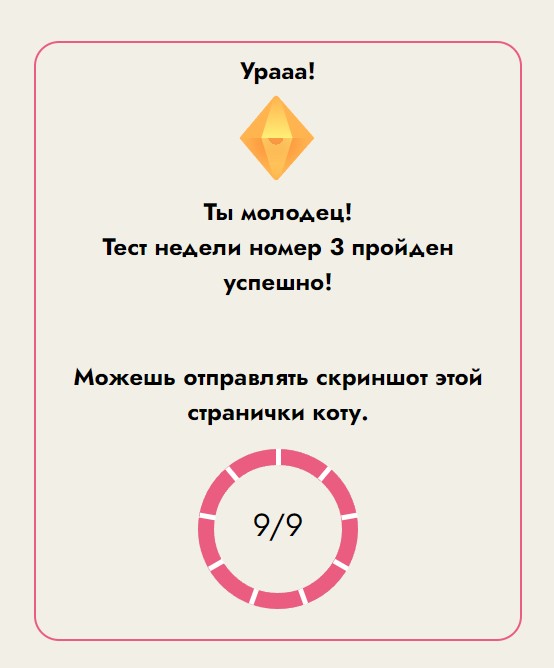 Урааа!
Ты молодец!
Тест недели номер 3 пройден
успешно!
Можешь отправлять скриншот этой
странички коту.
9/9